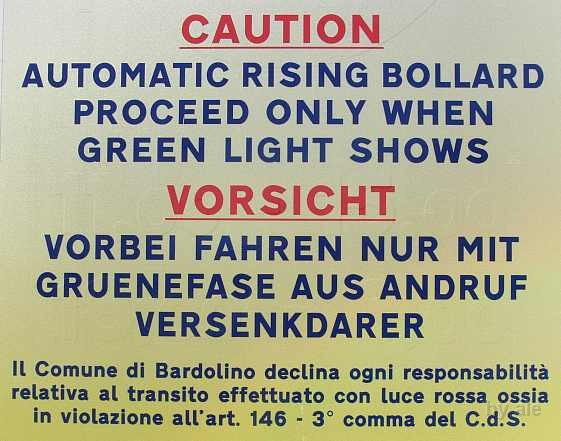 CAUTION
AUTOMATIC RISING BOLLARD
PROCEED ONLY WHEN
GREEN LIGHT SHOWS
VORSICHT
VORBEI FAHREN NUR MIT
GRUENEFASE AUS ANDRUF
VERSENKDARER
Il Comune di Bardolino declina ogni responsabilità
relativa al transito effettuato con luce rossa ossia
in violazione all'art. 146 - 3° comma del C.d.S.
by ale